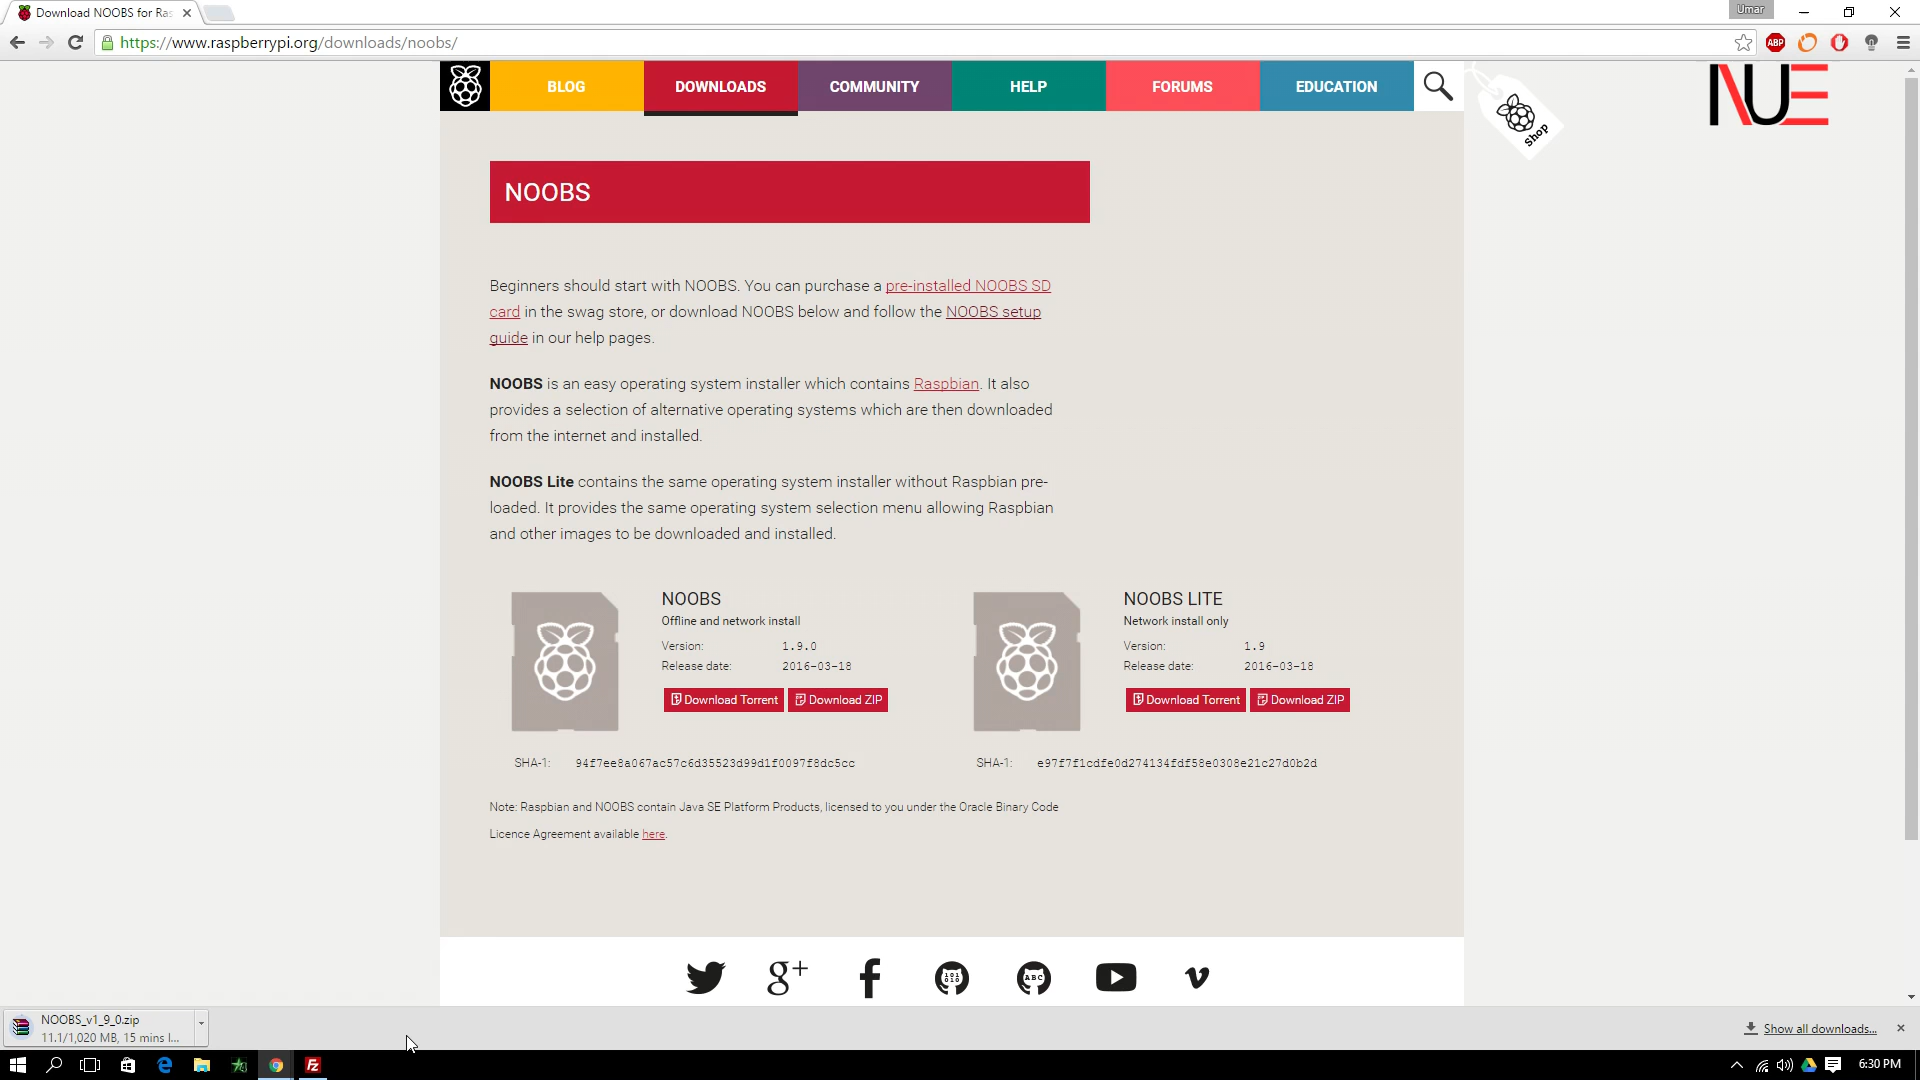 Download NOOBS for Ras
Umar
https://www.raspberrypi.org/downloads/noobs/
ABP
BLOG
DOWNLOADS
COMMUNITY
HELP
FORUMS
EDUCATION
Shop
NUE
NOOBS
Beginners should start with NOOBS. You can purchase a pre-installed NOOBS SD
card in the swag store, or download NOOBS below and follow the NOOBS setup
guide in our help pages.
NOOBS is an easy operating system installer which contains Raspbian. It also
provides a selection of alternative operating systems which are then downloaded
from the internet and installed.
NOOBS Lite contains the same operating system installer without Raspbian pre-
loaded. It provides the same operating system selection menu allowing Raspbian
and other images to be downloaded and installed.
NOOBS
Offline and network install
Version: 1.9.0
Release date: 2016-03-18
Download Torrent
Download ZIP
SHA-1: 94f7ee8a067ac57c6d35523d99d1f0097f8dc5cc
NOOBS LITE
Network install only
Version: 1.9
Release date: 2016-03-18
Download Torrent
Download ZIP
SHA-1: e97f7f1cdfe0d274134fdf58e0308e21c27d0b2d
Note: Raspbian and NOOBS contain Java SE Platform Products, licensed to you under the Oracle Binary Code
Licence Agreement available here.
g+
f
101
010
ABC
v
NOOBS_v1_9_0.zip
11.1/1,020 MB, 15 mins l...
Show all downloads...
e
Fz
6:30 PM